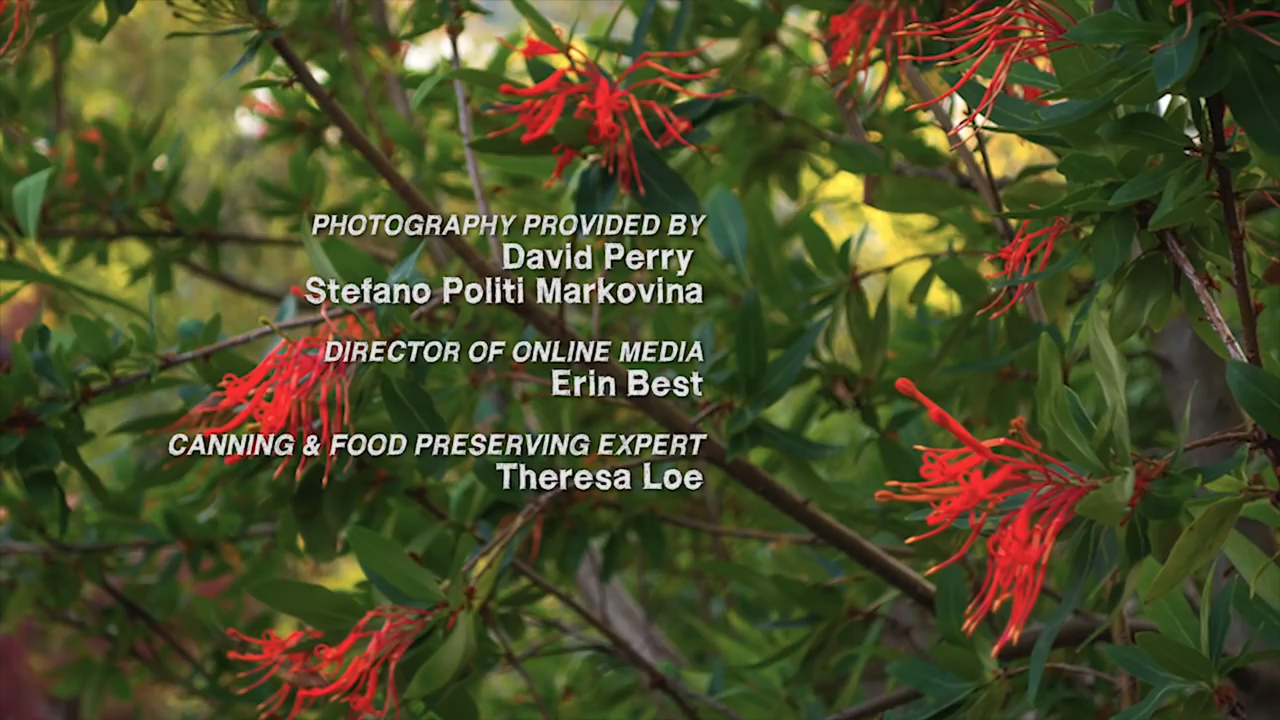 PHOTOGRAPHY PROVIDED BY
David Perry
Stefano Politi Markovina
DIRECTOR OF ONLINE MEDIA
Erin Best
CANNING & FOOD PRESERVING EXPERT
Theresa Loe